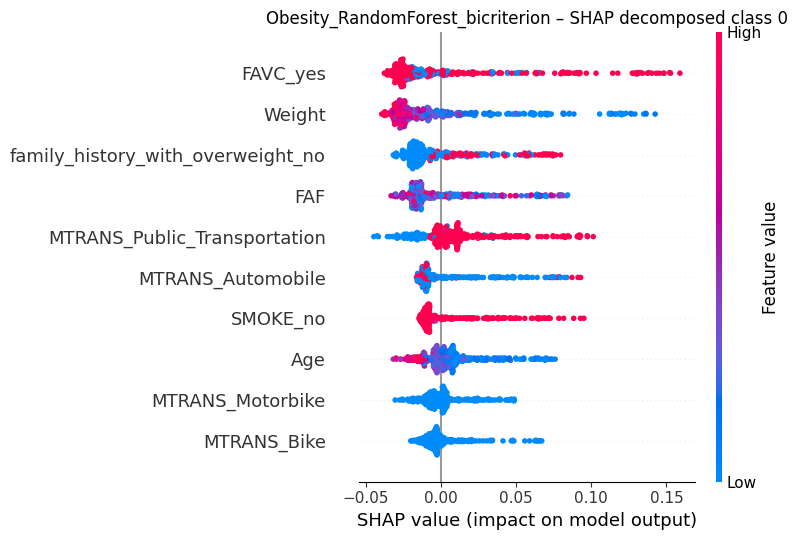 Obesity_RandomForest_bicriterion – SHAP decomposed class 0
High
FAVC_yes
Weight
family_history_with_overweight_no
FAF
MTRANS_Public_Transportation
MTRANS_Automobile
SMOKE_no
Age
MTRANS_Motorbike
MTRANS_Bike
Feature value
Low
−0.05 0.00 0.05 0.10 0.15
SHAP value (impact on model output)